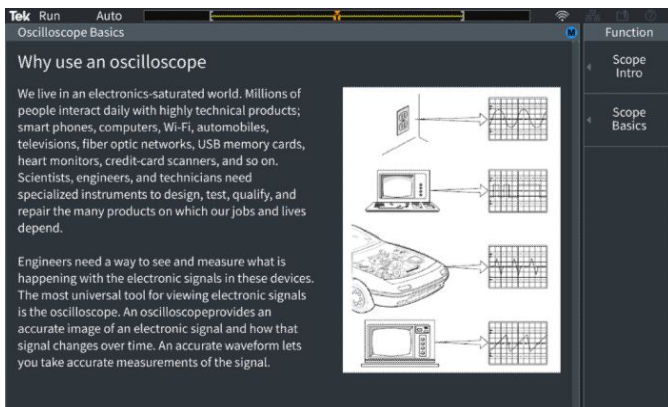 Tek Run Auto
Oscilloscope Basics
M
Function
Why use an oscilloscope
We live in an electronics-saturated world. Millions of
people interact daily with highly technical products;
smart phones, computers, Wi-Fi, automobiles,
televisions, fiber optic networks, USB memory cards,
heart monitors, credit-card scanners, and so on.
Scientists, engineers, and technicians need
specialized instruments to design, test, qualify, and
repair the many products on which our jobs and lives
depend.
Engineers need a way to see and measure what is
happening with the electronic signals in these devices.
The most universal tool for viewing electronic signals
is the oscilloscope. An oscilloscopeprovides an
accurate image of an electronic signal and how that
signal changes over time. An accurate waveform lets
you take accurate measurements of the signal.
Scope
Intro
Scope
Basics